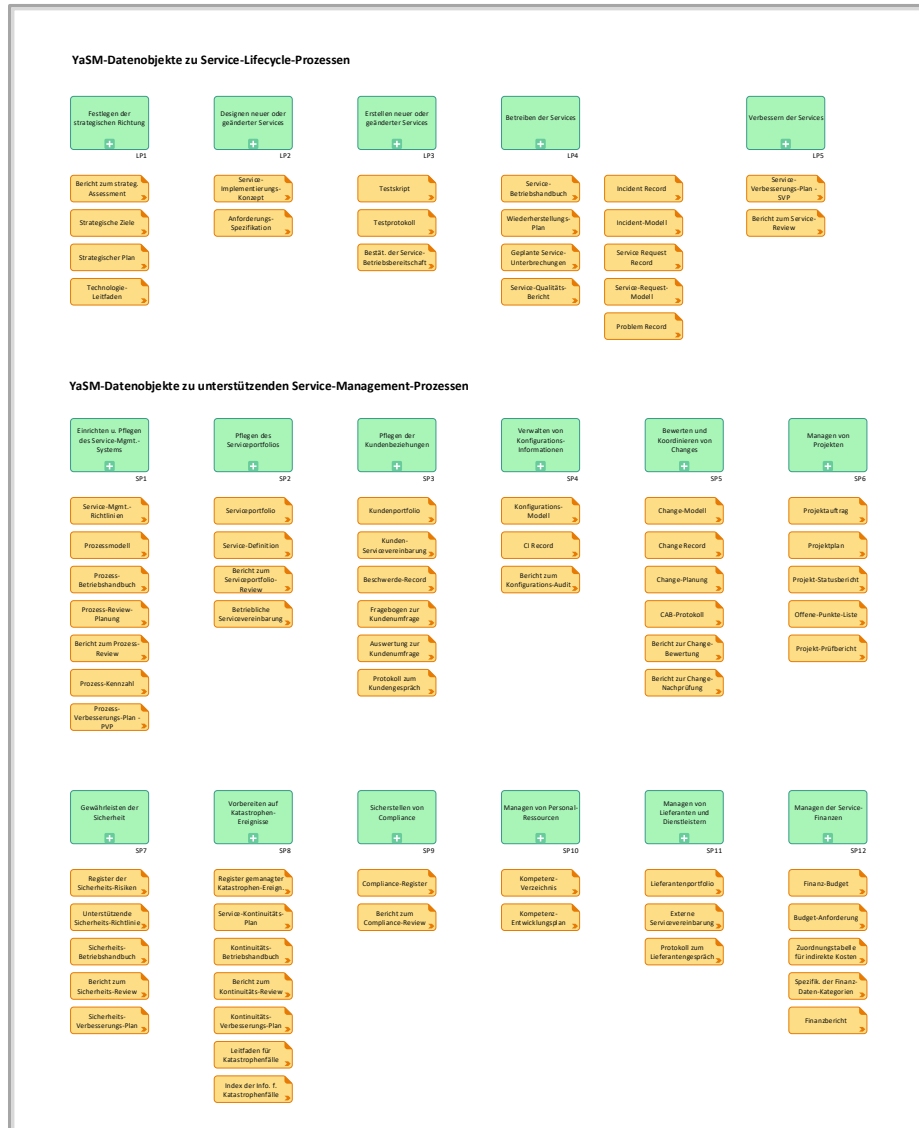 YaSM-Datenobjekte zu Service-Lifecycle-Prozessen
Festlegen der
strategischen Richtung
LP1
Designen neuer oder
geänderter Services
LP2
Erstellen neuer oder
geänderter Services
LP3
Betreiben der Services
LP4
Verbessern der Services
LP5
Bericht zum strateg.
Assessment
Strategische Ziele
Strategischer Plan
Technologie-
Leitfaden
Service-
Implementierungs-
Konzept
Anforderungs-
Spezifikation
Testskript
Testprotokoll
Bestät. der Service-
Betriebsbereitschaft
Service-
Betriebshandbuch
Wiederherstellungs-
Plan
Geplante Service-
Unterbrechungen
Service-Qualitäts-
Bericht
Incident Record
Incident-Modell
Service Request
Record
Service-Request-
Modell
Problem Record
Service-
Verbesserungs-Plan -
SVP
Bericht zum Service-
Review
YaSM-Datenobjekte zu unterstützenden Service-Management-Prozessen
Einrichten u. Pflegen
des Service-Mgmt.-
Systems
SP1
Pflegen des
Serviceportfolios
SP2
Pflegen der
Kundenbeziehungen
SP3
Verwalten von
Konfigurations-
Informationen
SP4
Bewerten und
Koordinieren von
Changes
SP5
Managen von
Projekten
SP6
Service-Mgmt.-
Richtlinien
Prozessmodell
Prozess-
Betriebshandbuch
Prozess-Review-
Planung
Bericht zum Prozess-
Review
Prozess-Kennzahl
Prozess-
Verbesserungs-Plan -
PVP
Serviceportfolio
Service-Definition
Bericht zum
Serviceportfolio-
Review
Betriebliche
Servicevereinbarung
Kundenportfolio
Kunden-
Servicevereinbarung
Beschwerde-Record
Fragebogen zur
Kundenumfrage
Auswertung zur
Kundenumfrage
Protokoll zum
Kundengespräch
Konfigurations-
Modell
CI Record
Bericht zum
Konfigurations-Audit
Change-Modell
Change Record
Change-Planung
CAB-Protokoll
Bericht zur Change-
Bewertung
Bericht zur Change-
Nachprüfung
Projektauftrag
Projektplan
Projekt-Statusbericht
Offene-Punkte-Liste
Projekt-Prüfbericht
Gewährleisten der
Sicherheit
SP7
Vorbereiten auf
Katastrophen-
Ereignisse
SP8
Sicherstellen von
Compliance
SP9
Managen von Personal-
Ressourcen
SP10
Managen von
Lieferanten und
Dienstleistern
SP11
Managen der Service-
Finanzen
SP12
Register der
Sicherheits-Risiken
Unterstützende
Sicherheits-Richtlinie
Sicherheits-
Betriebshandbuch
Bericht zum
Sicherheits-Review
Sicherheits-
Verbesserungs-Plan
Register gemanagter
Katastrophen-Ereign.
Service-Kontinuitäts-
Plan
Kontinuitäts-
Betriebshandbuch
Bericht zum
Kontinuitäts-Review
Kontinuitäts-
Verbesserungs-Plan
Leitfaden für
Katastrophenfälle
Index der Info. f.
Katastrophenfälle
Compliance-Register
Bericht zum
Compliance-Review
Kompetenz-
Verzeichnis
Kompetenz-
Entwicklungsplan
Lieferantenportfolio
Externe
Servicevereinbarung
Protokoll zum
Lieferantengespräch
Finanz-Budget
Budget-Anforderung
Zuordnungstabelle
für indirekte Kosten
Spezifik. der Finanz-
Daten-Kategorien
Finanzbericht